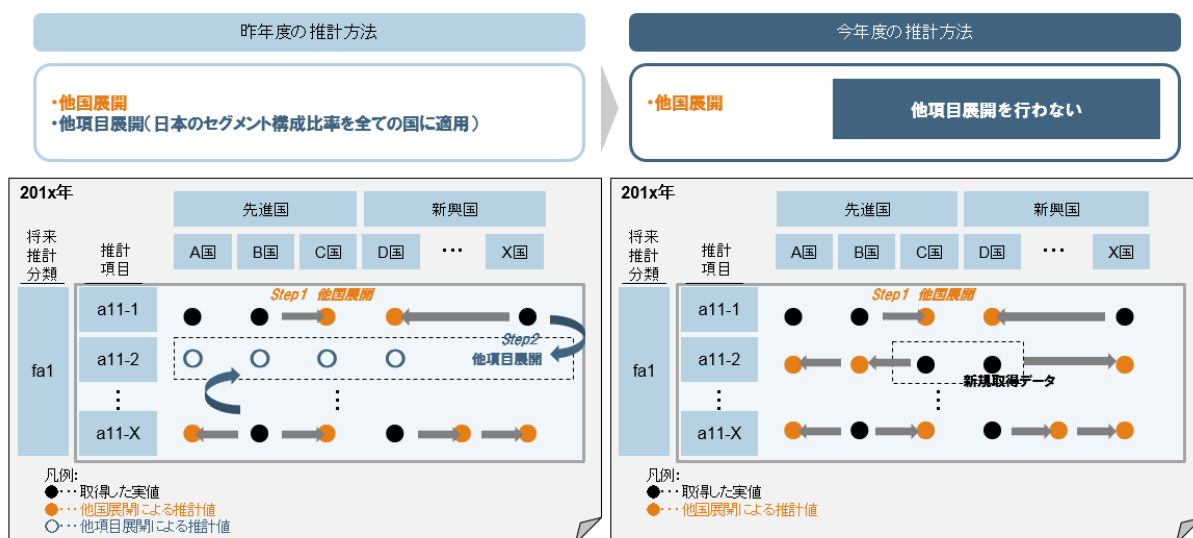 昨年度の推計方法
・他国展開
・他項目展開（日本のセグメント構成比率を全ての国に適用）
今年度の推計方法
・他国展開
他項目展開を行わない
201x年
先進国
新興国
将来
推計
分類
推計
項目
A国
B国
C国
D国
…
X国
fa1
a11-1
a11-2
⋮
a11-X
Step1 他国展開
Step2
他項目展開
⋮
凡例:
●･･･取得した実値
●･･･他国展開による推計値
○･･･他項目展開による推計値
201x年
先進国
新興国
将来
推計
分類
推計
項目
A国
B国
C国
D国
…
X国
fa1
a11-1
a11-2
⋮
a11-X
Step1 他国展開
新規取得データ
⋮
凡例:
●･･･取得した実値
●･･･他国展開による推計値